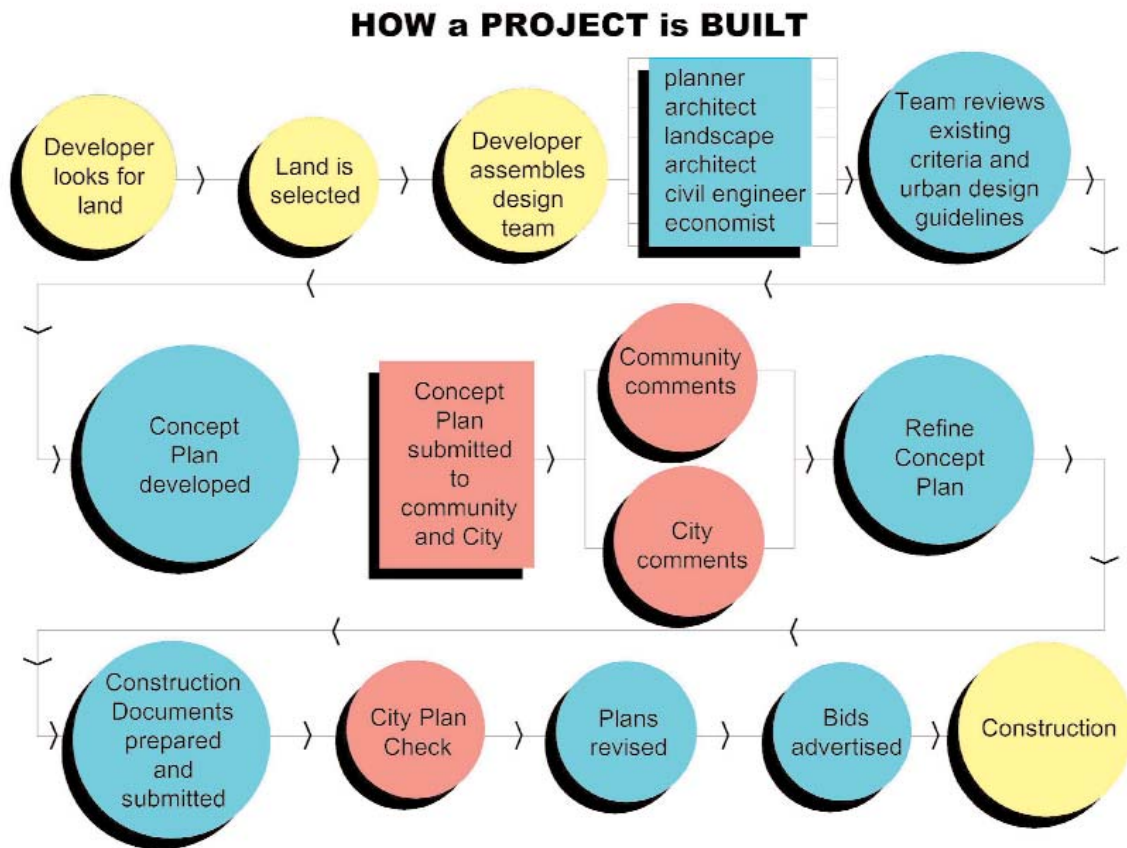 HOW a PROJECT is BUILT
Developer
looks for
land
Land is
selected
Developer
assembles
design
team
planner
architect
landscape
architect
civil engineer
economist
Team reviews
existing
criteria and
urban design
guidelines
Concept
Plan
developed
Concept
Plan
submitted
to
community
and City
Community
comments
City
comments
Refine
Concept
Plan
Construction
Documents
prepared
and
submitted
City Plan
Check
Plans
revised
Bids
advertised
Construction